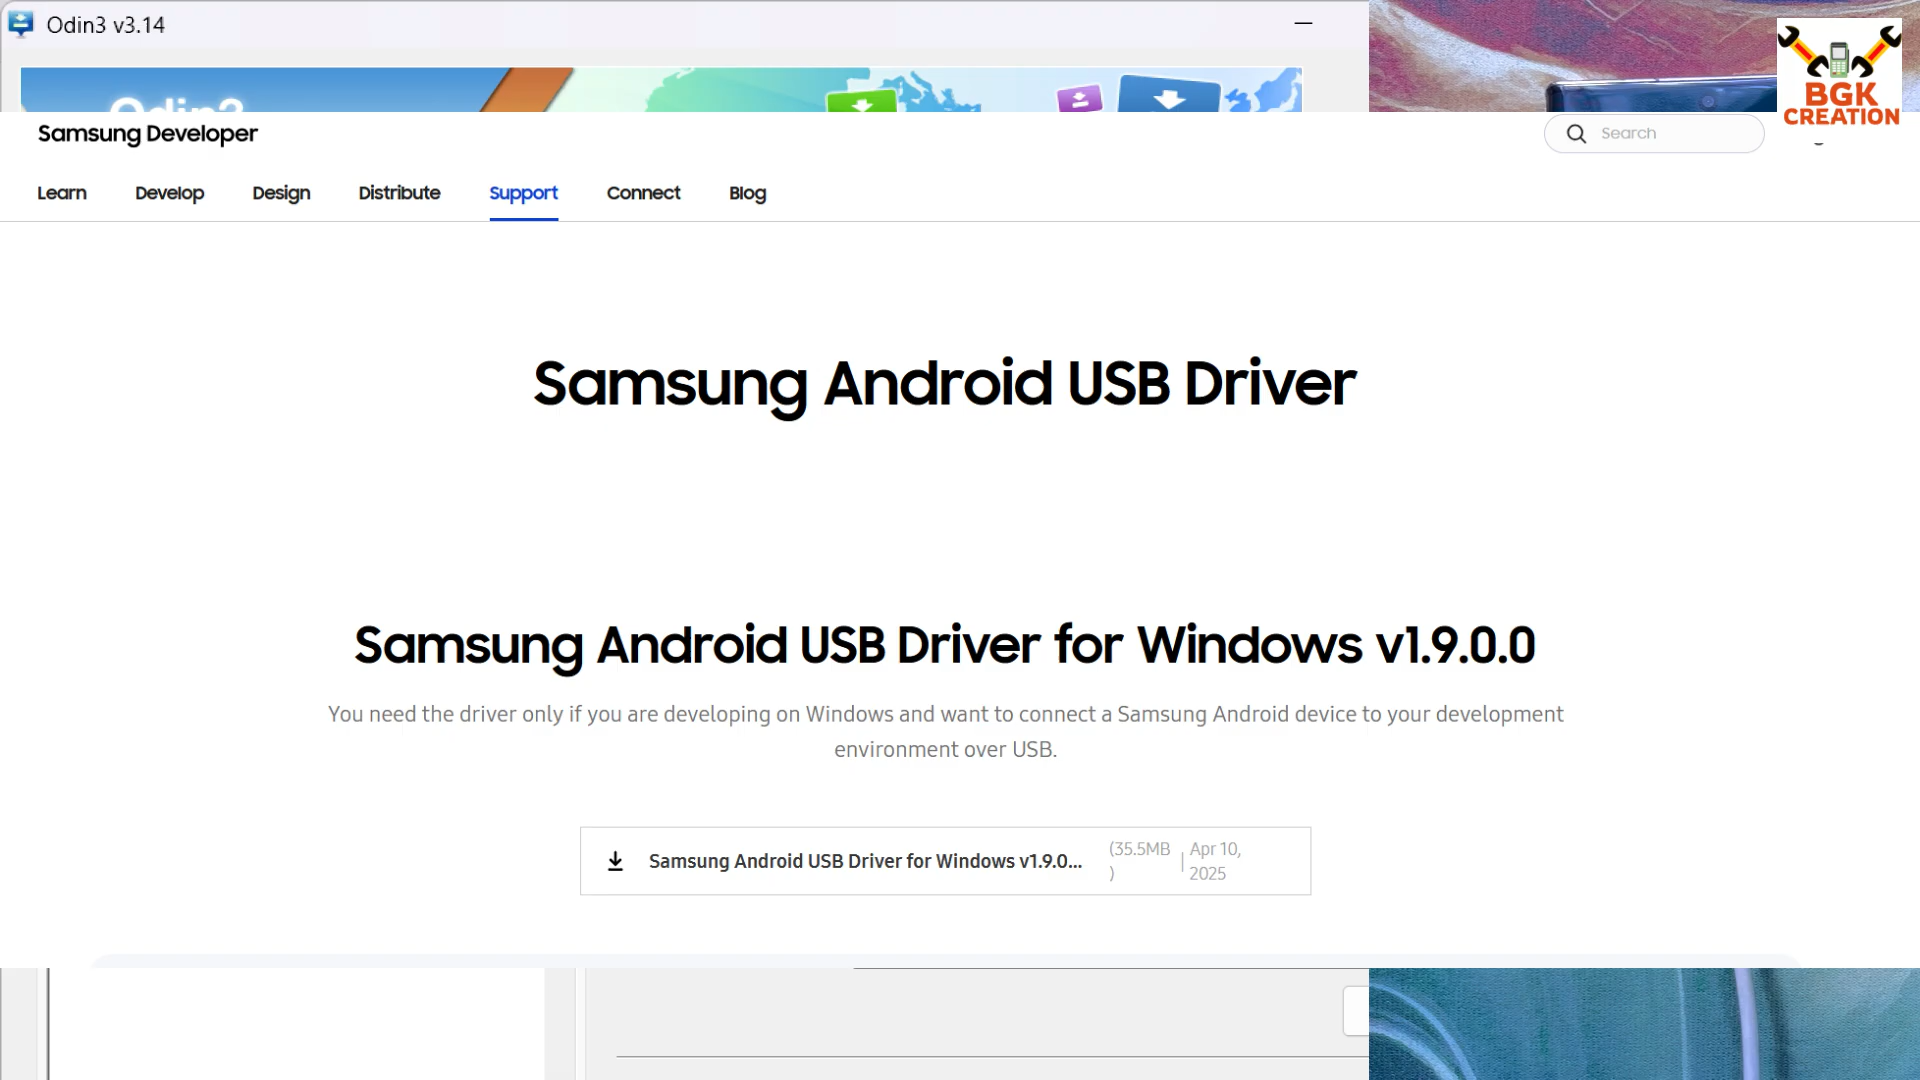 Odin3 v3.14
Odin3
BGK
CREATION
Samsung Developer
Search
Learn Develop Design Distribute Support Connect Blog
Samsung Android USB Driver
Samsung Android USB Driver for Windows v1.9.0.0
You need the driver only if you are developing on Windows and want to connect a Samsung Android device to your development
environment over USB.
Samsung Android USB Driver for Windows v1.9.0... (35.5MB | Apr 10,
) 2025